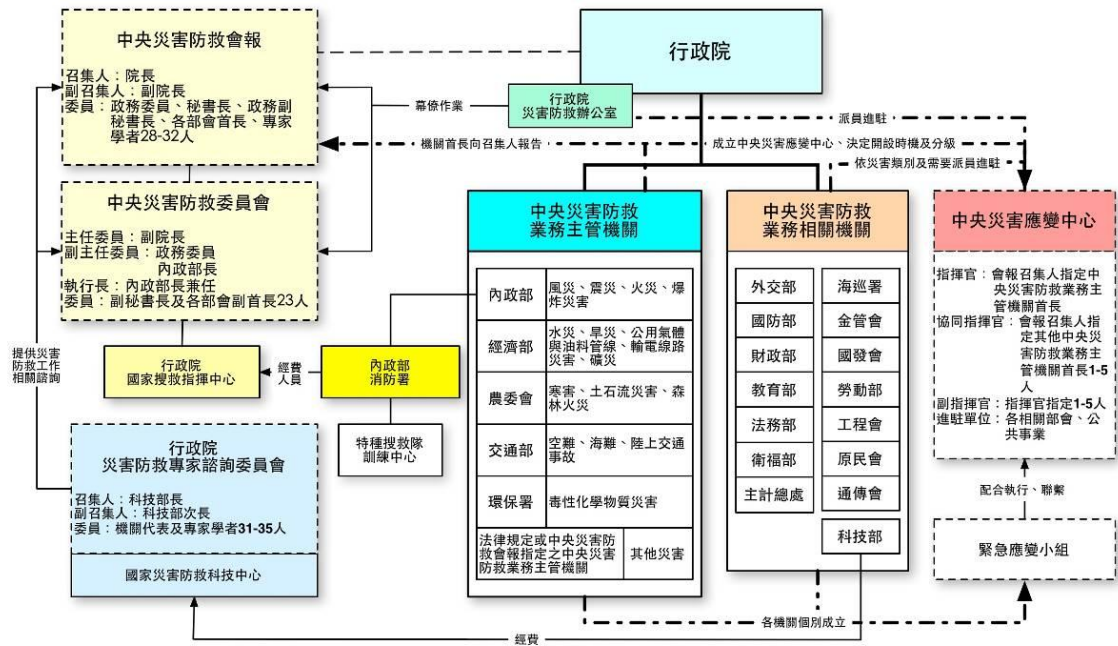 中央災害防救會報
召集人：院長
副召集人：副院長
委員：政務委員、秘書長、政務副
秘書長、各部會首長、專家
學者28-32人
行政院
行政院
災害防救辦公室
幕僚作業
派員進駐
機關首長向召集人報告
成立中央災害應變中心、決定開設時機及分級
依災害類別及需要派員進駐
中央災害防救委員會
主任委員：副院長
副主任委員：政務委員
內政部長
執行長：內政部長兼任
委員：副秘書長及各部會副首長23人
提供災害
防救工作
相關諮詢
行政院
國家搜救指揮中心
經費
人員
內政部
消防署
特種搜救隊
訓練中心
行政院
災害防救專家諮詢委員會
召集人：科技部長
副召集人：科技部次長
委員：機關代表及專家學者31-35人
國家災害防救科技中心
中央災害防救
業務主管機關
內政部
風災、震災、火災、爆
炸災害
經濟部
水災、旱災、公用氣體
與油料管線、輸電線路
災害、礦災
農委會
寒害、土石流災害、森
林火災
交通部
空難、海難、陸上交通
事故
環保署
毒性化學物質災害
法律規定或中央災害防
救會報指定之中央災害
防救業務主管機關
其他災害
中央災害防救
業務相關機關
外交部
海巡署
國防部
金管會
財政部
國發會
教育部
勞動部
法務部
工程會
衛福部
原民會
主計總處
通傳會
科技部
中央災害應變中心
指揮官：會報召集人指定中
央災害防救業務主
管機關首長
協同指揮官：會報召集人指
定其他中央災
害防救業務主
管機關首長1-5
人
副指揮官：指揮官指定1-5人
進駐單位：各相關部會、公
共事業
配合執行、聯繫
緊急應變小組
各機關個別成立
經費